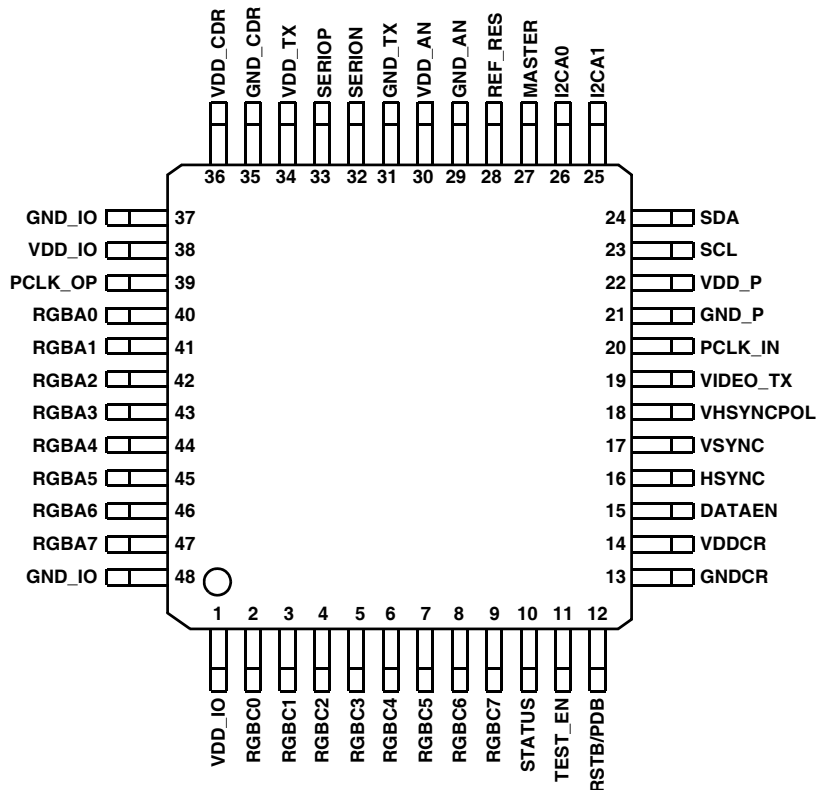 VDD_CDR
GND_CDR
VDD_TX
SERIOP
SERION
GND_TX
VDD_AN
GND_AN
REF_RES
MASTER
I2CA0
I2CA1
36 35 34 33 32 31 30 29 28 27 26 25
GND_IO 37 24 SDA
VDD_IO 38 23 SCL
PCLK_OP 39 22 VDD_P
RGBA0 40 21 GND_P
RGBA1 41 20 PCLK_IN
RGBA2 42 19 VIDEO_TX
RGBA3 43 18 VHSYNCPOL
RGBA4 44 17 VSYNC
RGBA5 45 16 HSYNC
RGBA6 46 15 DATAEN
RGBA7 47 14 VDDCR
GND_IO 48 13 GNDCR
1 2 3 4 5 6 7 8 9 10 11 12
VDD_IO
RGBC0
RGBC1
RGBC2
RGBC3
RGBC4
RGBC5
RGBC6
RGBC7
STATUS
TEST_EN
RSTB/PDB